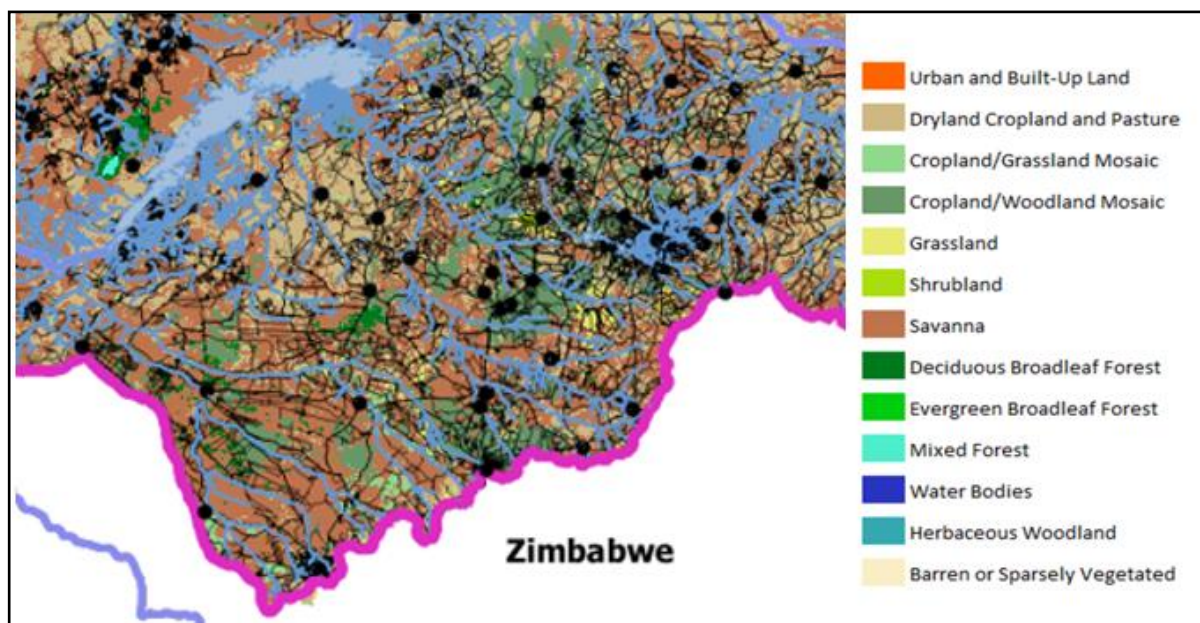 Urban and Built-Up Land
Dryland Cropland and Pasture
Cropland/Grassland Mosaic
Cropland/Woodland Mosaic
Grassland
Shrubland
Savanna
Deciduous Broadleaf Forest
Evergreen Broadleaf Forest
Mixed Forest
Water Bodies
Herbaceous Woodland
Barren or Sparsely Vegetated
Zimbabwe